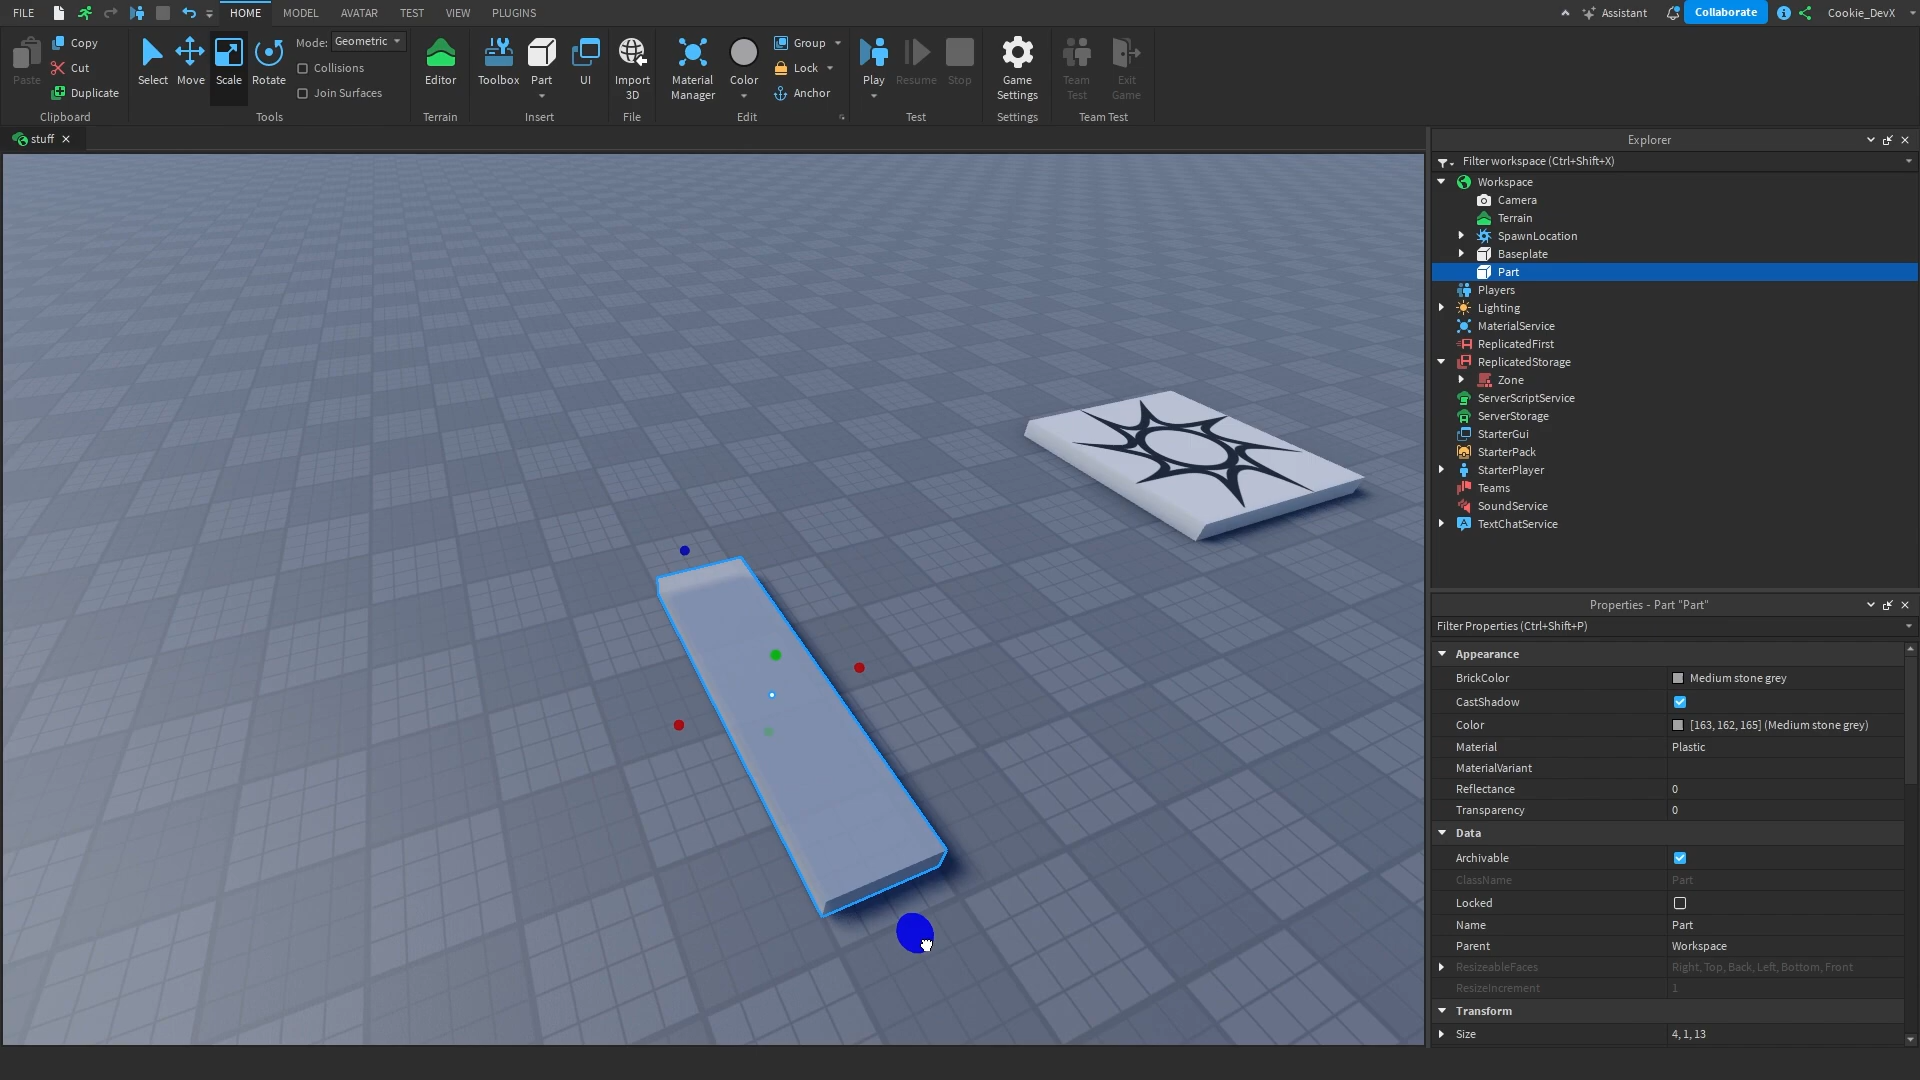 FILE HOME MODEL AVATAR TEST VIEW PLUGINS Assistant Collaborate Cookie_DevX
Paste Copy Cut Duplicate
Clipboard
Select Move Scale Rotate
Mode: Geometric
Collisions
Join Surfaces
Tools
Editor
Terrain
Toolbox Part UI
Insert
Import
3D
File
Material
Manager
Color
Group
Lock
Anchor
Edit
Play Resume Stop
Test
Game
Settings
Settings
Team
Test
Exit
Game
Team Test
stuff
Explorer
Filter workspace (Ctrl+Shift+X)
Workspace
Camera
Terrain
SpawnLocation
Baseplate
Part
Players
Lighting
MaterialService
ReplicatedFirst
ReplicatedStorage
Zone
ServerScriptService
ServerStorage
StarterGui
StarterPack
StarterPlayer
Teams
SoundService
TextChatService
Properties - Part "Part"
Filter Properties (Ctrl+Shift+P)
Appearance
BrickColor Medium stone grey
CastShadow
Color [163, 162, 165] (Medium stone grey)
Material Plastic
MaterialVariant
Reflectance 0
Transparency 0
Data
Archivable
ClassName Part
Locked
Name Part
Parent Workspace
ResizeableFaces Right, Top, Back, Left, Bottom, Front
ResizeIncrement 1
Transform
Size 4, 1, 13